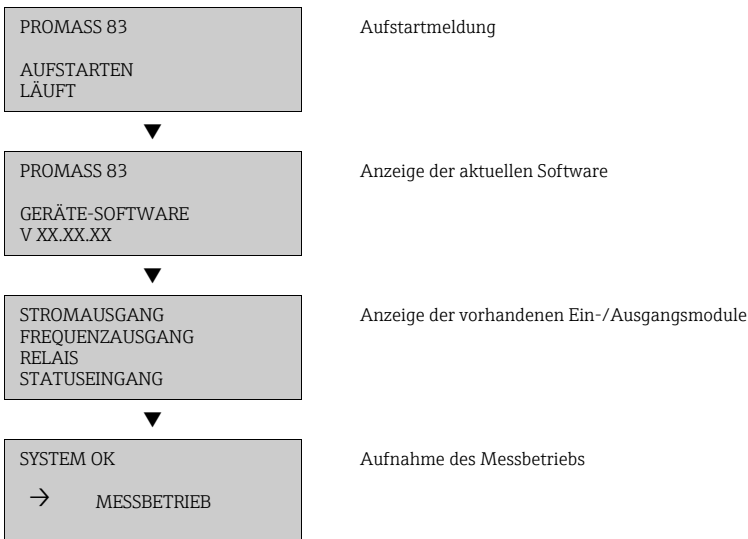 PROMASS 83
Aufstartmeldung
AUFSTARTEN
LÄUFT
▼
PROMASS 83
Anzeige der aktuellen Software
GERÄTE-SOFTWARE
V XX.XX.XX
▼
STROMAUSGANG
Anzeige der vorhandenen Ein-/Ausgangsmodule
FREQUENZAUSGANG
RELAIS
STATUSEINGANG
▼
SYSTEM OK
Aufnahme des Messbetriebs
→ MESSBETRIEB